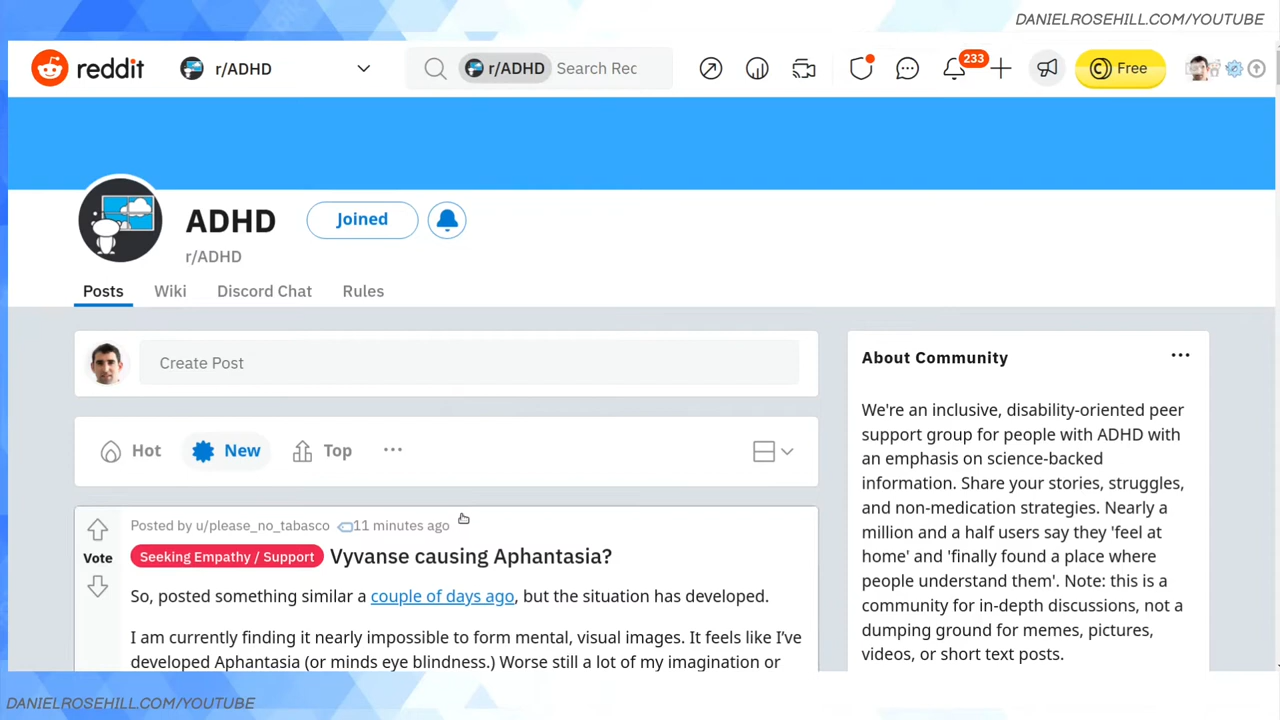 DANIELROSEHILL.COM/YOUTUBE
reddit r/ADHD r/ADHD Search Rec 233 Free
ADHD Joined
r/ADHD
Posts Wiki Discord Chat Rules
Create Post
Hot New Top
Posted by u/please_no_tabasco 11 minutes ago
Vote
Seeking Empathy / Support Vyvanse causing Aphantasia?
So, posted something similar a couple of days ago, but the situation has developed.
I am currently finding it nearly impossible to form mental, visual images. It feels like I've
developed Aphantasia (or minds eye blindness.) Worse still a lot of my imagination or
About Community
We're an inclusive, disability-oriented peer
support group for people with ADHD with
an emphasis on science-backed
information. Share your stories, struggles,
and non-medication strategies. Nearly a
million and a half users say they 'feel at
home' and 'finally found a place where
people understand them'. Note: this is a
community for in-depth discussions, not a
dumping ground for memes, pictures,
videos, or short text posts.
DANIELROSEHILL.COM/YOUTUBE